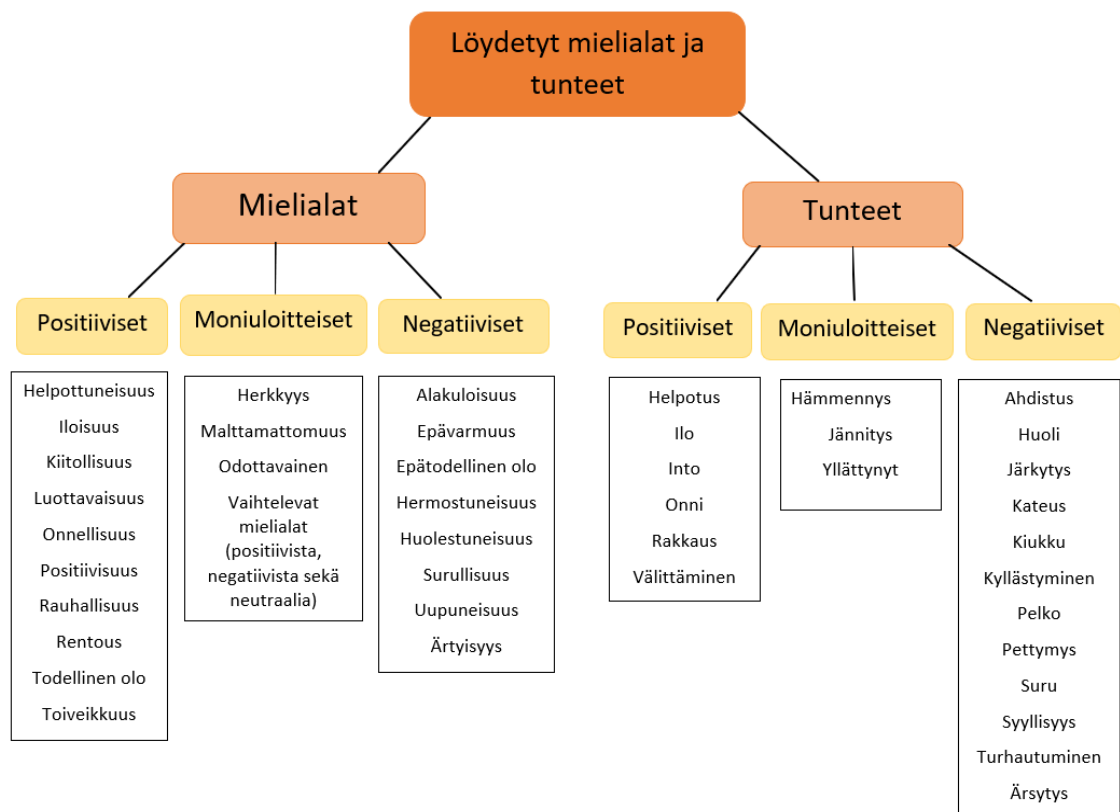 Löydetyt mielialat ja
tunteet
Mielialat
Tunteet
Positiiviset
Moniuloitteiset
Negatiiviset
Positiiviset
Moniuloitteiset
Negatiiviset
Helpottuneisuus
Iloisuus
Kiitollisuus
Luottavaisuus
Onnellisuus
Positiivisuus
Rauhallisuus
Rentous
Todellinen olo
Toiveikkuus
Herkkyys
Malttamattomuus
Odottavainen
Vaihtelevat
mielialat
(positiivista,
negatiivista sekä
neutraalia)
Alakuloisuus
Epävarmuus
Epätodellinen olo
Hermostuneisuus
Huolestuneisuus
Surullisuus
Uupuneisuus
Ärtyisyys
Helpotus
Ilo
Into
Onni
Rakkaus
Välittäminen
Hämmennys
Jännitys
Yllättynyt
Ahdistus
Huoli
Järkytys
Kateus
Kiukku
Kyllästyminen
Pelko
Pettymys
Suru
Syyllisyys
Turhautuminen
Ärsytys